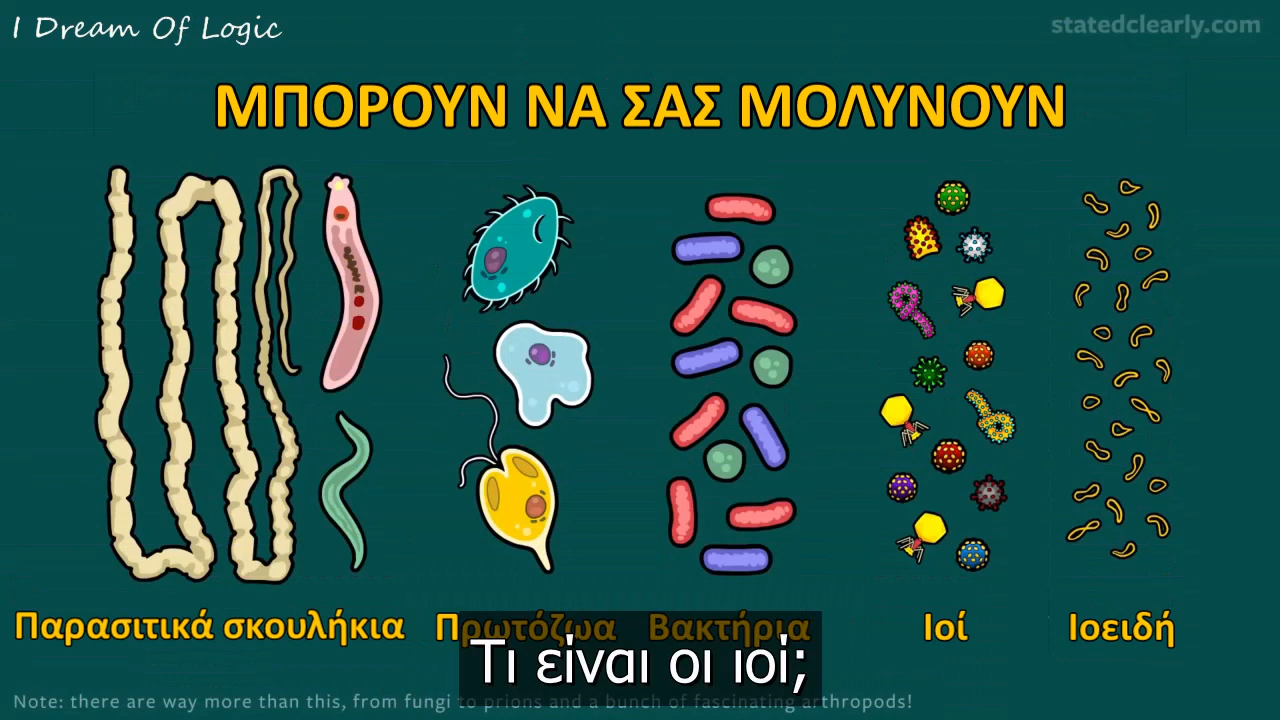 I Dream Of Logic
statedclearly.com
ΜΠΟΡΟΥΝ ΝΑ ΣΑΣ ΜΟΛΥΝΟΥΝ
Παρασιτικά σκουλήκια Πρωτόζωα Βακτήρια Ιοί Ιοειδή
Τι είναι οι ιοί;
Note: there are way more than this, from fungi to prions and a bunch of fascinating arthropods!